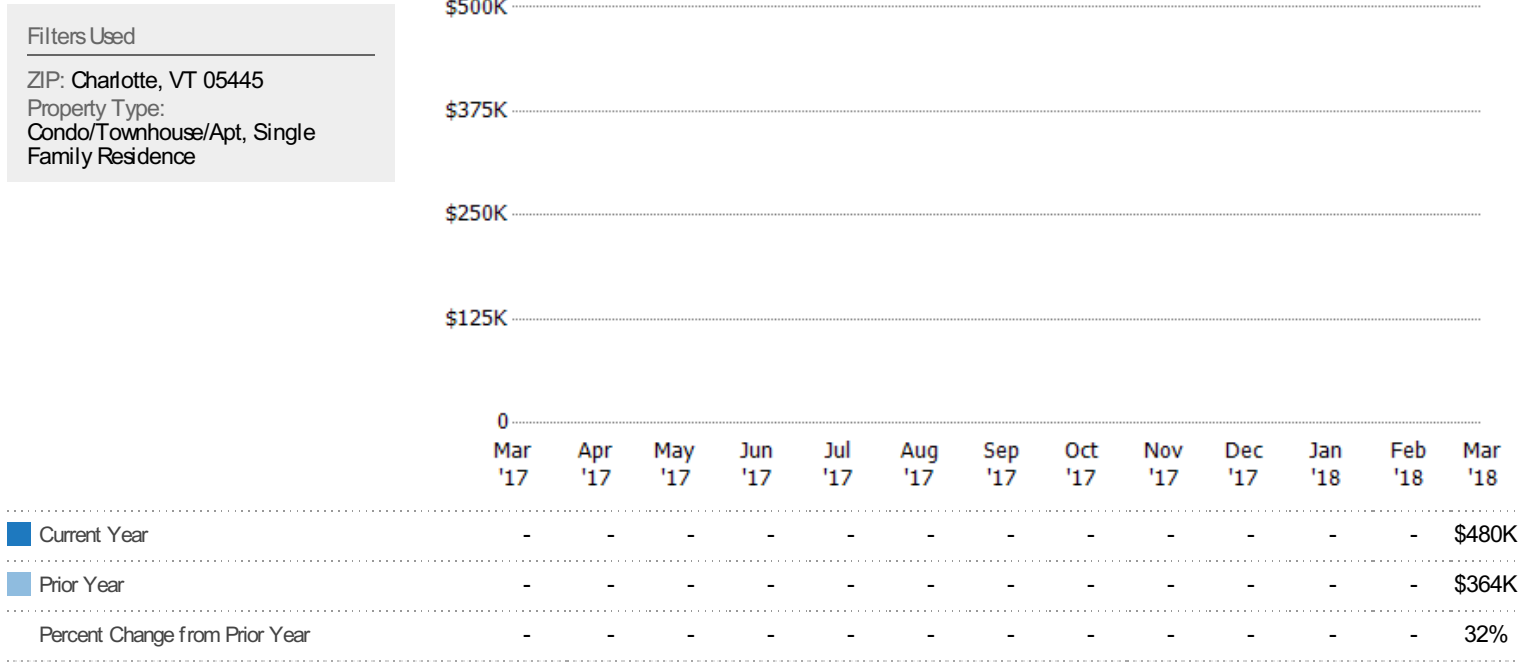 Filters Used
ZIP: Charlotte, VT 05445
Property Type:
Condo/Townhouse/Apt, Single
Family Residence
$500K
$375K
$250K
$125K
0
Mar Apr May Jun Jul Aug Sep Oct Nov Dec Jan Feb Mar
'17 '17 '17 '17 '17 '17 '17 '17 '17 '17 '18 '18 '18
Current Year - - - - - - - - - - - - $480K
Prior Year - - - - - - - - - - - - $364K
Percent Change from Prior Year - - - - - - - - - - - - 32%